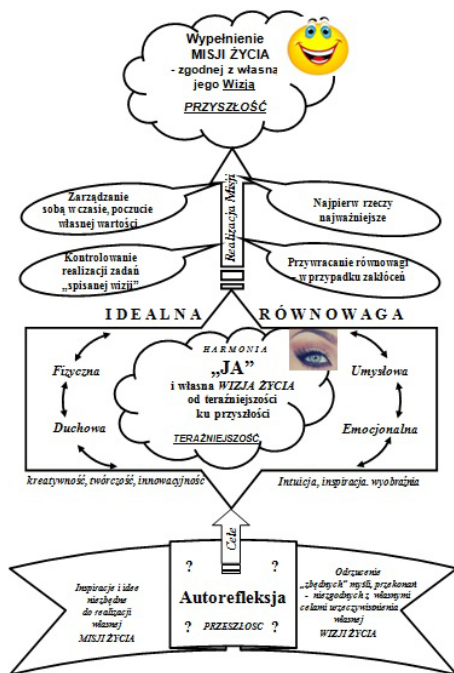 Wypełnienie
MISJI ŻYCIA
- zgodnej z własną
jego Wizją
PRZYSZŁOŚĆ
Zarządzanie
sobą w czasie, poczucie
własnej wartości
Najpierw rzeczy
najważniejsze
Realizacja Misji
Kontrolowanie
realizacji zadań
„spisanej wizji”
Przywracanie równowagi
– w przypadku zakłóceń
IDEALNA RÓWNOWAGA
HARMONIA
„JA”
i własna WIZJA ŻYCIA
od teraźniejszości
ku przyszłości
TERAŹNIEJSZOŚĆ
Fizyczna
Duchowa
Umysłowa
Emocjonalna
kreatywność, twórczość, innowacyjność
Intuicja, inspiracja. wyobraźnia
Cele
Inspiracje i idee
niezbędne
do realizacji
własnej
MISJI ŻYCIA
? ?
Autorefleksja
? PRZESZŁOSC ?
Odrzucenie
„zbędnych” myśli, przekonań
- niezgodnych z własnymi
celami urzeczywistnienia
własnej
WIZJI ŻYCIA